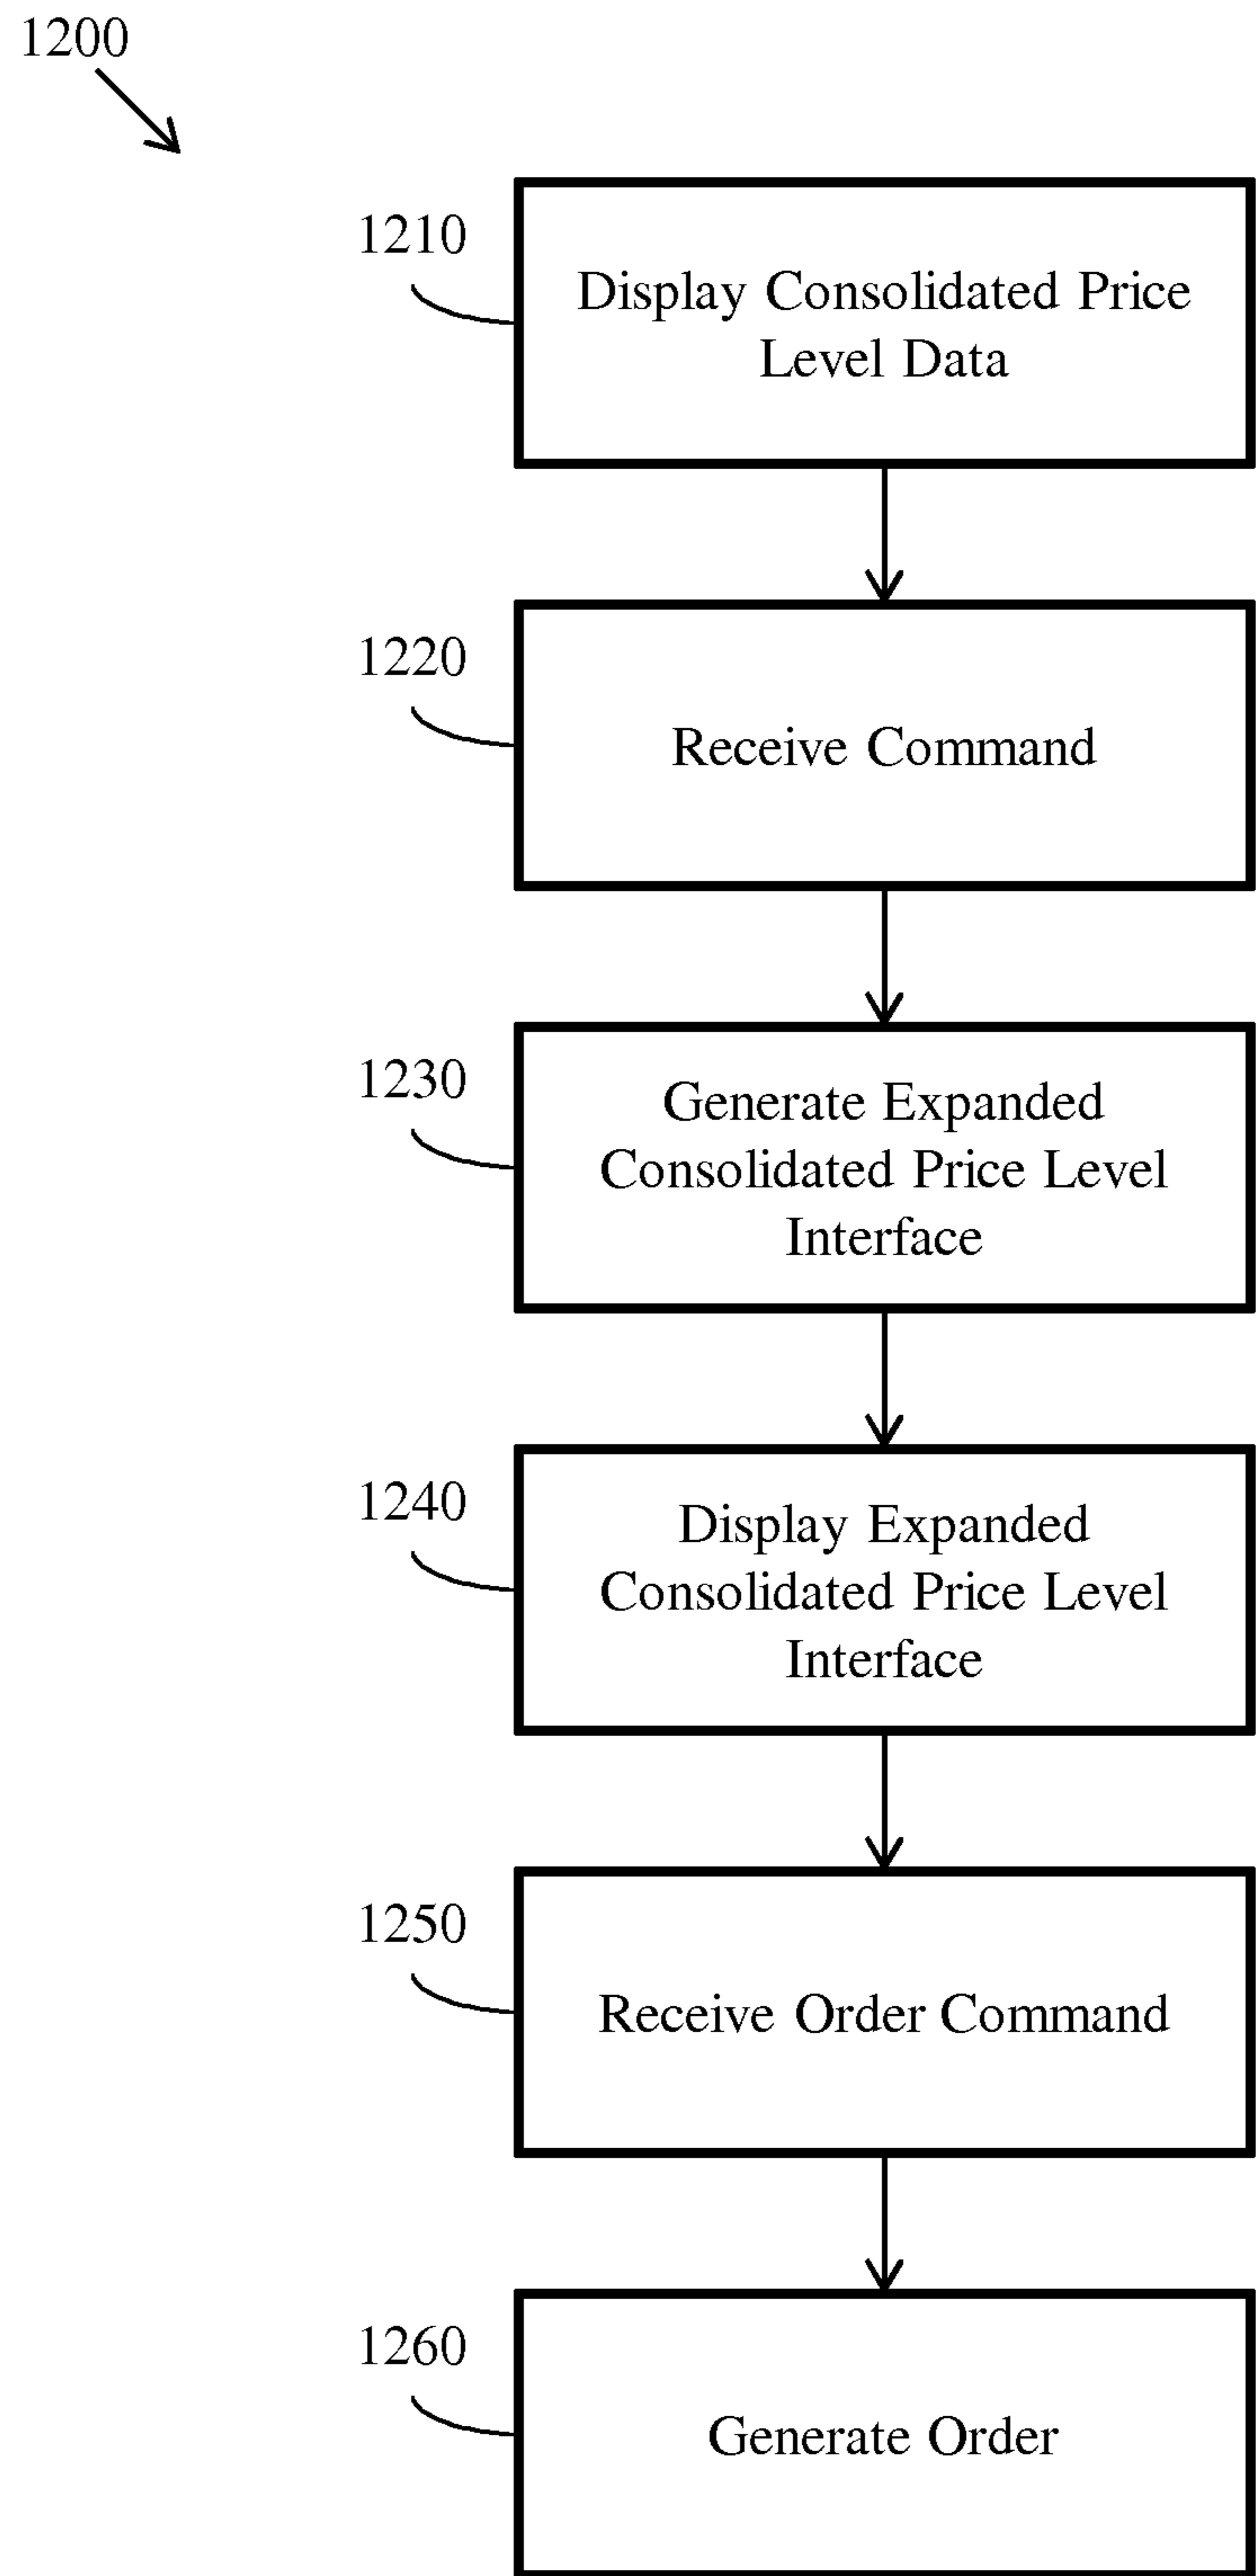 1200
1210
Display Consolidated Price
Level Data
1220
Receive Command
1230
Generate Expanded
Consolidated Price Level
Interface
1240
Display Expanded
Consolidated Price Level
Interface
1250
Receive Order Command
1260
Generate Order